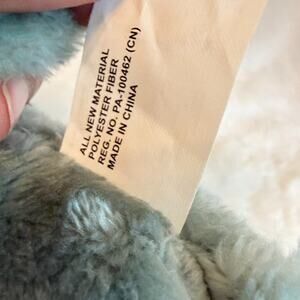 ALL NEW MATERIAL
POLYESTER FIBER
REG. NO. PA-100462 (CN)
MADE IN CHINA